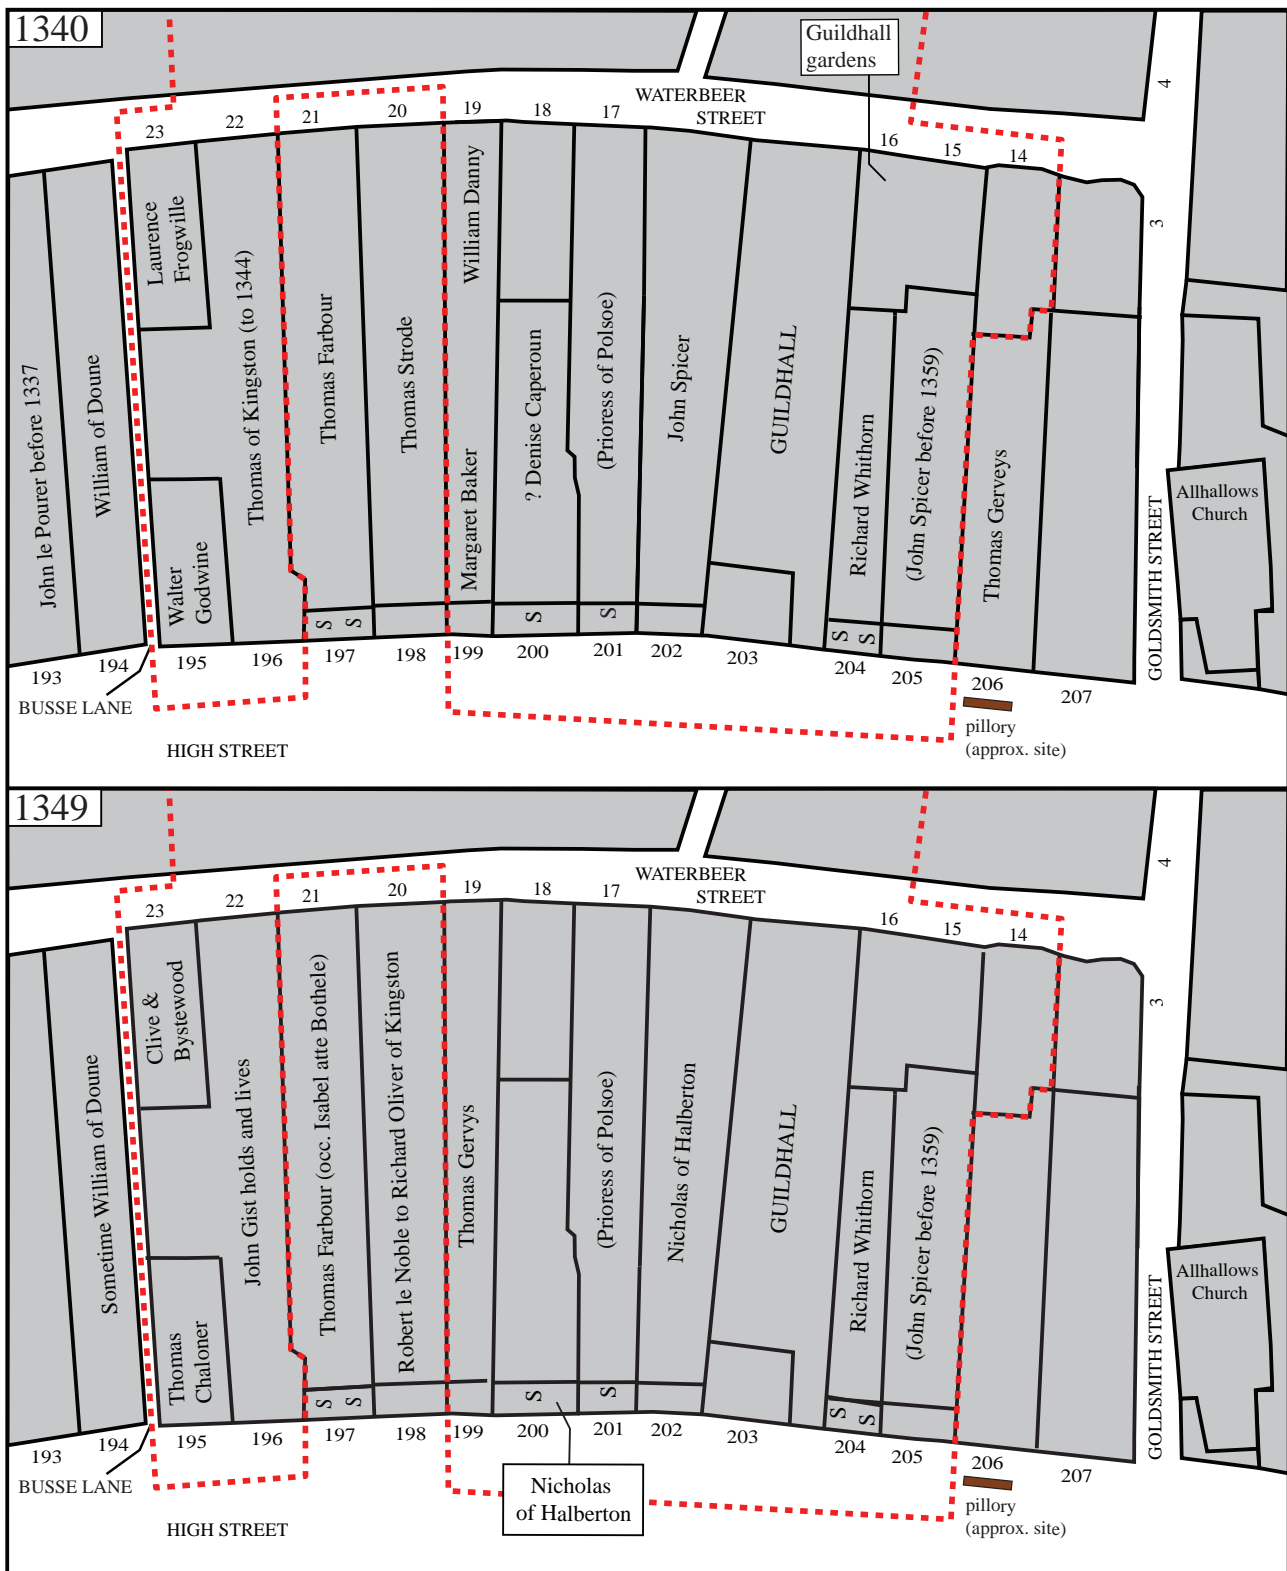 1340
Guildhall
gardens
WATERBEER
STREET
23
22
21
20
19
18
17
16
15
14
4
3
Laurence
Frogwille
Thomas of Kingston (to 1344)
Thomas Farbour
Thomas Strode
William Danny
Margaret Baker
? Denise Caperoun
(Prioress of Polsoe)
John Spicer
GUILDHALL
Richard Whithorn
(John Spicer before 1359)
Thomas Gerveys
John le Pourer before 1337
William of Doune
Walter
Godwine
Allhallows
Church
GOLDSMITH STREET
S
S
S
S
S
S
193
194
195
196
197
198
199
200
201
202
203
204
205
206
207
BUSSE LANE
pillory
(approx. site)
HIGH STREET
1349
WATERBEER
STREET
23
22
21
20
19
18
17
16
15
14
4
3
Clive &
Bystewood
John Gist holds and lives
Thomas Farbour (occ. Isabel atte Bothele)
Robert le Noble to Richard Oliver of Kingston
Thomas Gervys
(Prioress of Polsoe)
Nicholas of Halberton
GUILDHALL
Richard Whithorn
(John Spicer before 1359)
Sometime William of Doune
Thomas
Chaloner
Allhallows
Church
GOLDSMITH STREET
S
S
S
S
S
S
193
194
195
196
197
198
199
200
201
202
203
204
205
206
207
BUSSE LANE
Nicholas
of Halberton
pillory
(approx. site)
HIGH STREET